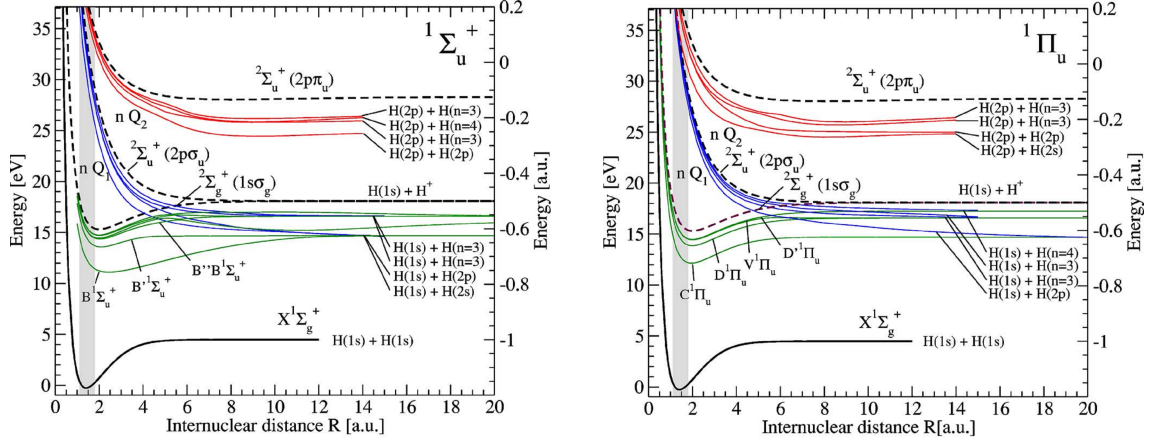 ¹Σᵤ⁺
Energy [eV]
35
30
25
20
15
10
5
0
0.2
0
-0.2
-0.4
-0.6
-0.8
-1
Energy [a.u.]
²Σᵤ⁺ (2pπᵤ)
H(2p) + H(n=3)
H(2p) + H(n=4)
H(2p) + H(n=3)
H(2p) + H(2p)
n Q₂
²Σᵤ⁺ (2pσᵤ)
n Q₁
²Σg⁺ (1sσg)
H(1s) + H⁺
H(1s) + H(n=3)
H(1s) + H(n=3)
H(1s) + H(2p)
H(1s) + H(2s)
B''B¹Σᵤ⁺
B'¹Σᵤ⁺
B¹Σᵤ⁺
X¹Σg⁺
H(1s) + H(1s)
0 2 4 6 8 10 12 14 16 18 20
Internuclear distance R [a.u.]
¹Πᵤ
Energy [eV]
35
30
25
20
15
10
5
0
0.2
0
-0.2
-0.4
-0.6
-0.8
-1
Energy [a.u.]
²Σᵤ⁺ (2pπᵤ)
H(2p) + H(n=3)
H(2p) + H(n=3)
H(2p) + H(2p)
H(2p) + H(2s)
n Q₂
²Σᵤ⁺ (2pσᵤ)
n Q₁
²Σg⁺ (1sσg)
H(1s) + H⁺
H(1s) + H(n=4)
H(1s) + H(n=3)
H(1s) + H(n=3)
H(1s) + H(2p)
D'¹Πᵤ
V¹Πᵤ
D¹Πᵤ
C¹Πᵤ
X¹Σg⁺
H(1s) + H(1s)
0 2 4 6 8 10 12 14 16 18 20
Internuclear distance R[a.u.]